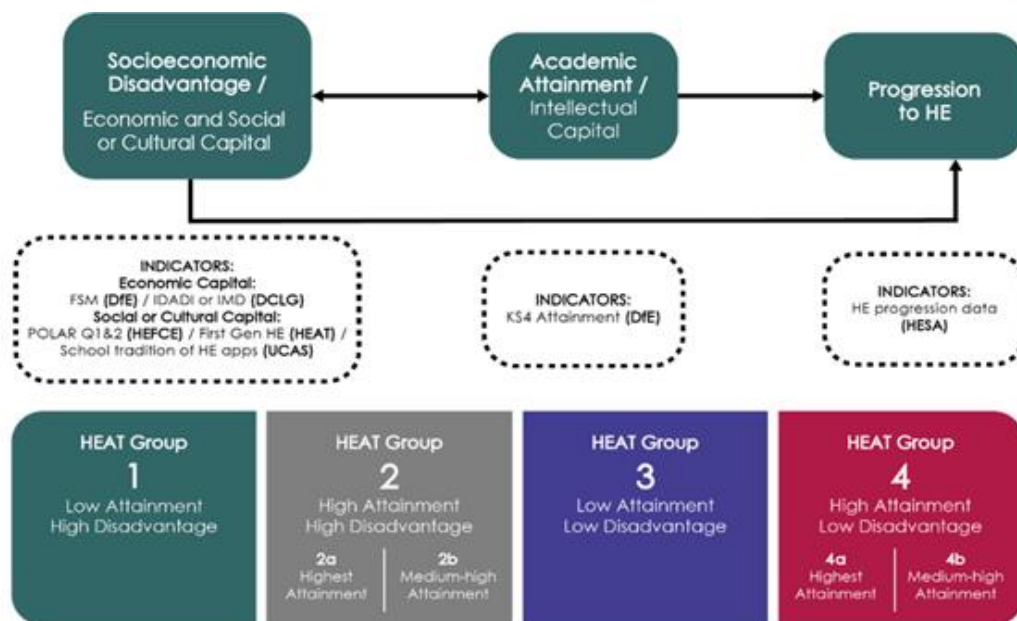 Socioeconomic
Disadvantage /
Economic and Social
or Cultural Capital
Academic
Attainment /
Intellectual
Capital
Progression
to HE
INDICATORS:
Economic Capital:
FSM (DfE) / IDADI or IMD (DCLG)
Social or Cultural Capital:
POLAR Q1&2 (HEFCE) / First Gen HE (HEAT) /
School tradition of HE apps (UCAS)
INDICATORS:
KS4 Attainment (DfE)
INDICATORS:
HE progression data
(HESA)
HEAT Group
1
Low Attainment
High Disadvantage
HEAT Group
2
High Attainment
High Disadvantage
2a
Highest
Attainment
2b
Medium-high
Attainment
HEAT Group
3
Low Attainment
Low Disadvantage
HEAT Group
4
High Attainment
Low Disadvantage
4a
Highest
Attainment
4b
Medium-high
Attainment